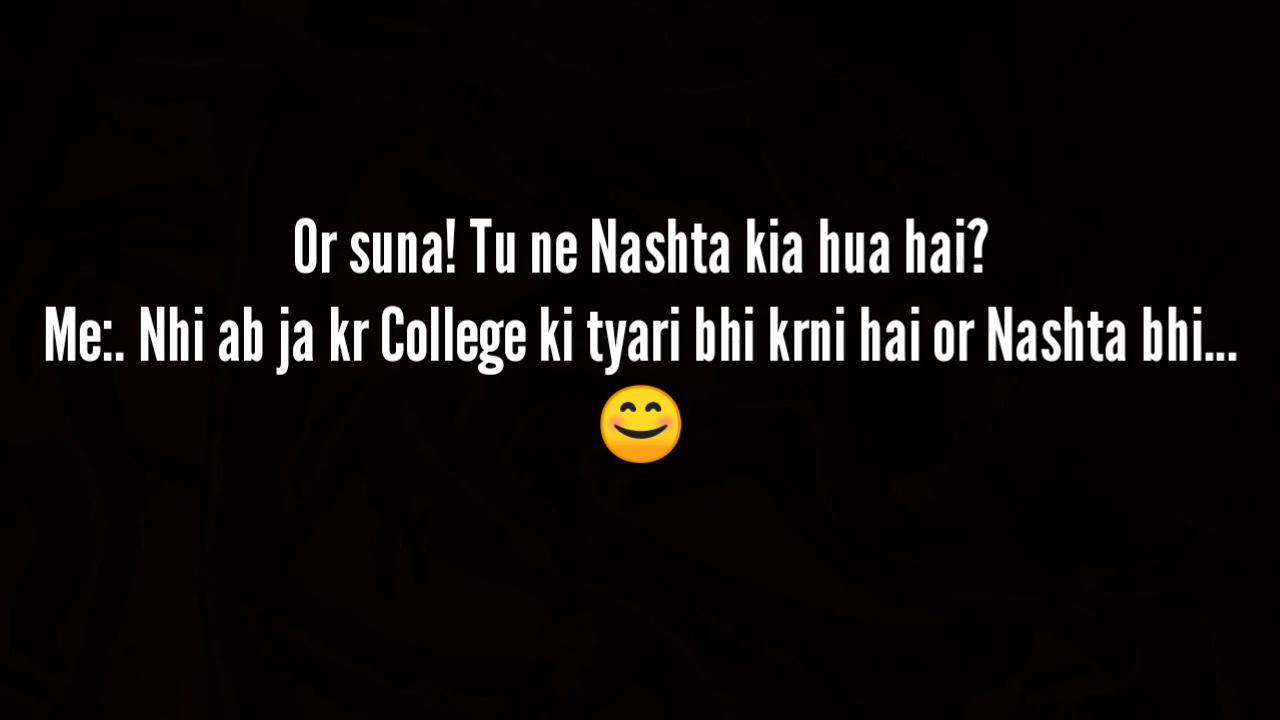 Or suna! Tu ne Nashta kia hua hai?
Me:. Nhi ab ja kr College ki tyari bhi krni hai or Nashta bhi...
😊